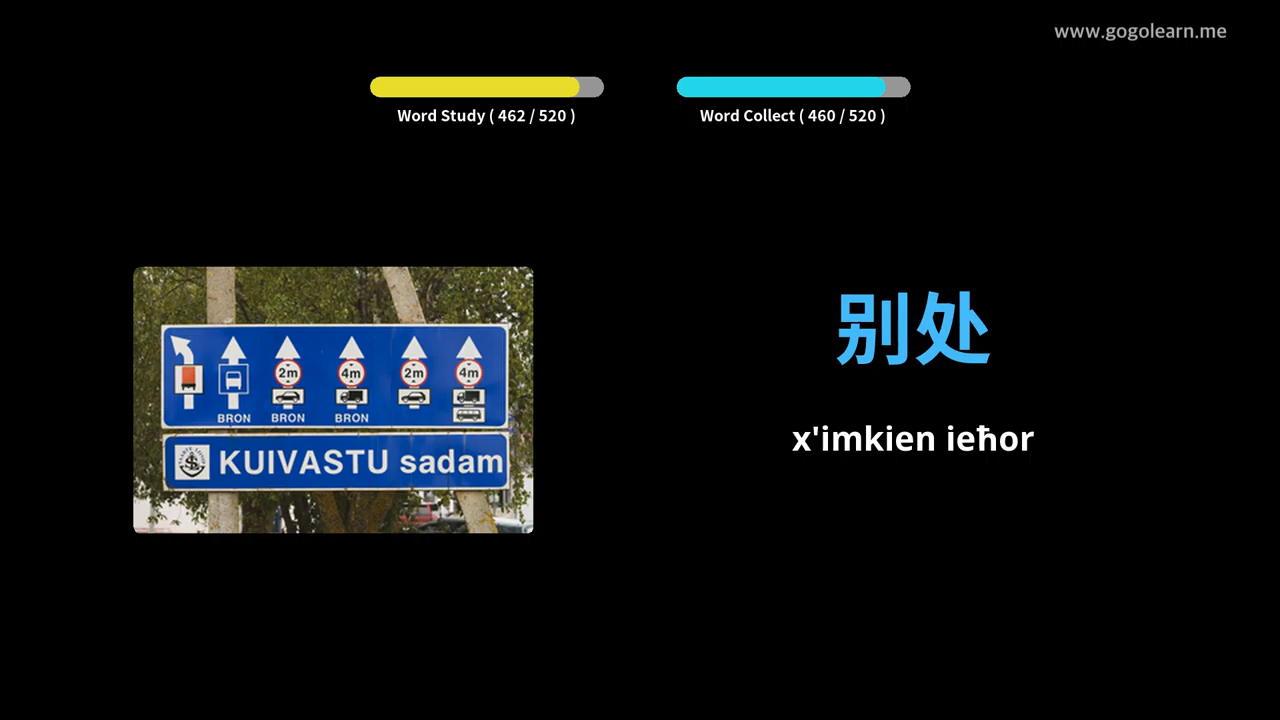 www.gogolearn.me
Word Study ( 462 / 520 )
Word Collect ( 460 / 520 )
别处
x'imkien ieħor
2m 4m 2m 4m
BRON BRON BRON
KUIVASTU sadam